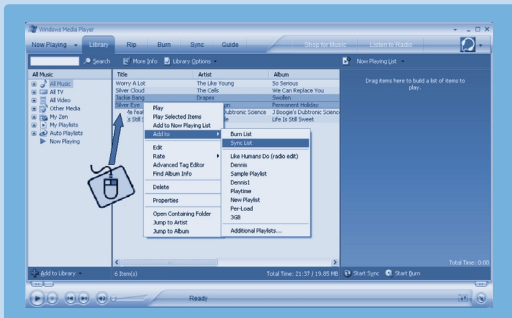 Windows Media Player
Now Playing Library Rip Burn Sync Guide Shop for Music Listen to Radio
Search More Info Library Options Now Playing List
All Music
All Music
All TV
All Video
Other Media
My Zen
My Playlists
Auto Playlists
Now Playing
Title Artist Album
Worry A Lot The Like Young So Serious
Silver Cloud The Cells We Can Replace You
Jackie Bang Drapes Swollen
Silver Eye Permanent Holiday
Dubtronic Science J Boogie's Dubtronic Science
's Still Life Is Still Sweet
Drag items here to build a list of items to
play.
Play
Play Selected Items
Add to Now Playing List
Add to
Edit
Rate
Advanced Tag Editor
Find Album Info
Delete
Properties
Open Containing Folder
Jump to Artist
Jump to Album
Burn List
Sync List
Like Humans Do (radio edit)
Dennis
Sample Playlist
Dennis1
Playtime
New Playlist
Per-Load
3GB
Additional Playlists...
Total Time: 0:00
Add to Library 6 Item(s) Total Time: 21:37 / 19.85 MB Start Sync Start Burn
Ready